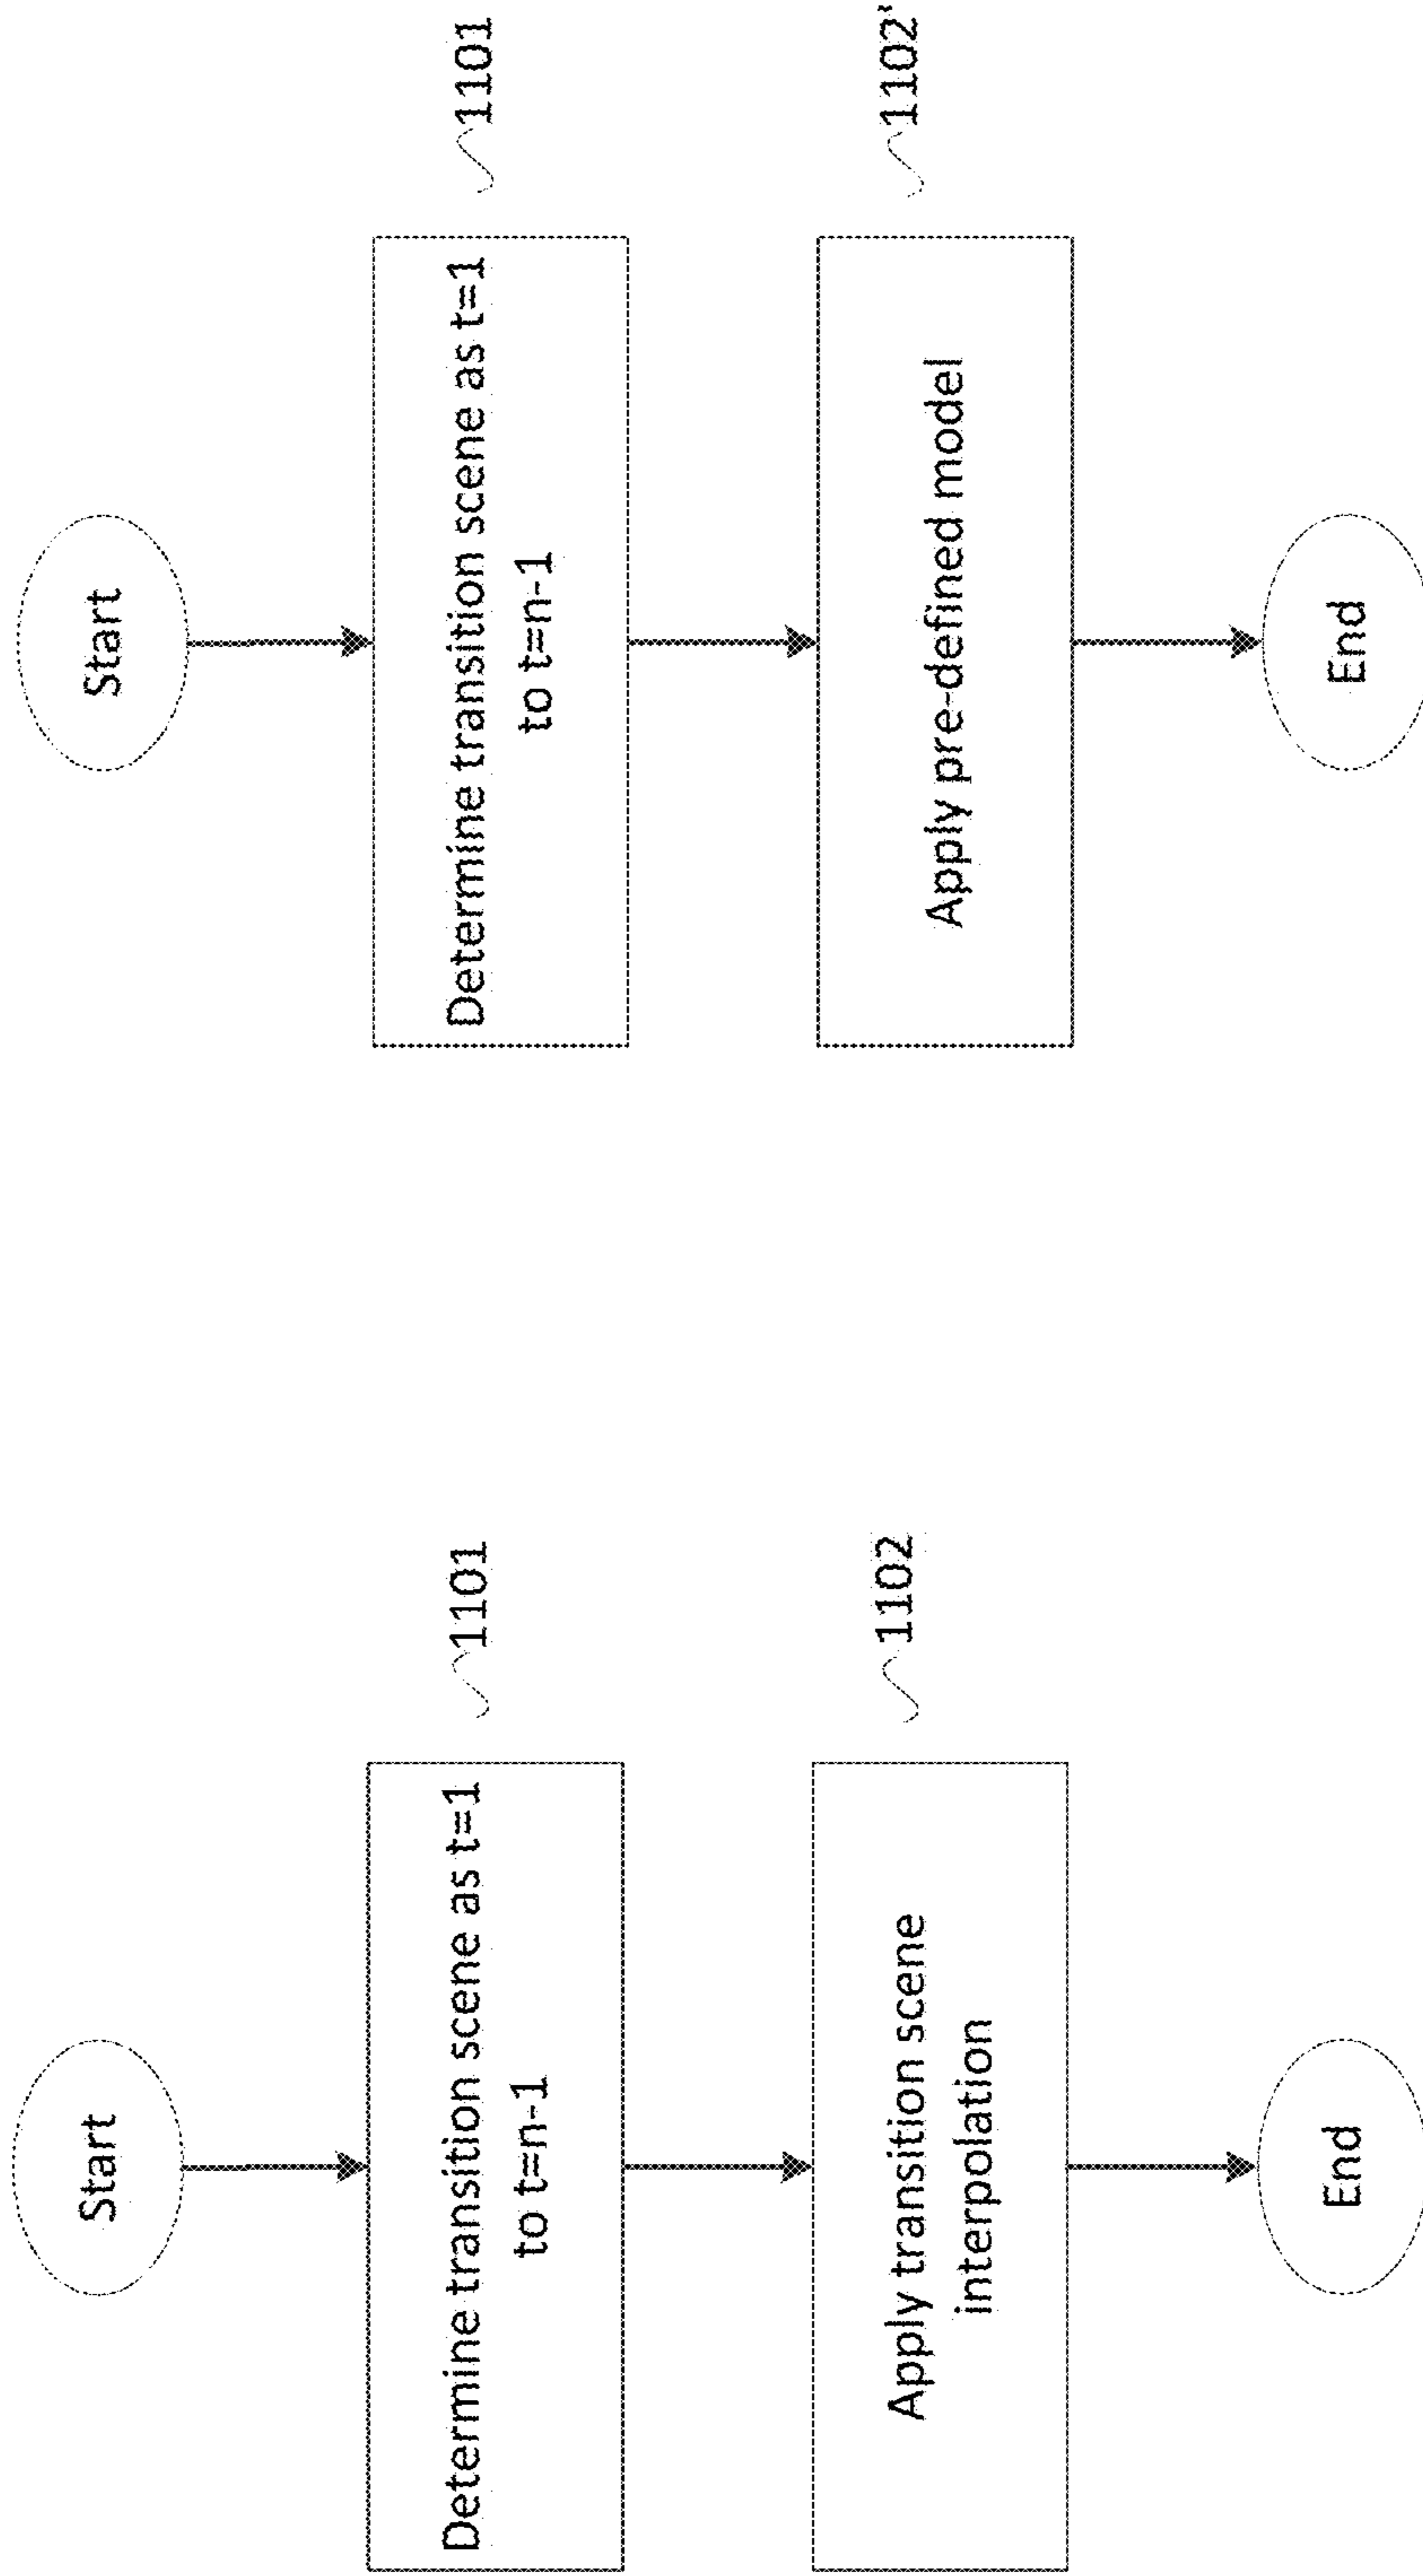 Start
Determine transition scene as t=1
to t=n-1
1101
Apply transition scene
interpolation
1102
End
Start
Determine transition scene as t=1
to t=n-1
1101
Apply pre-defined model
1102'
End